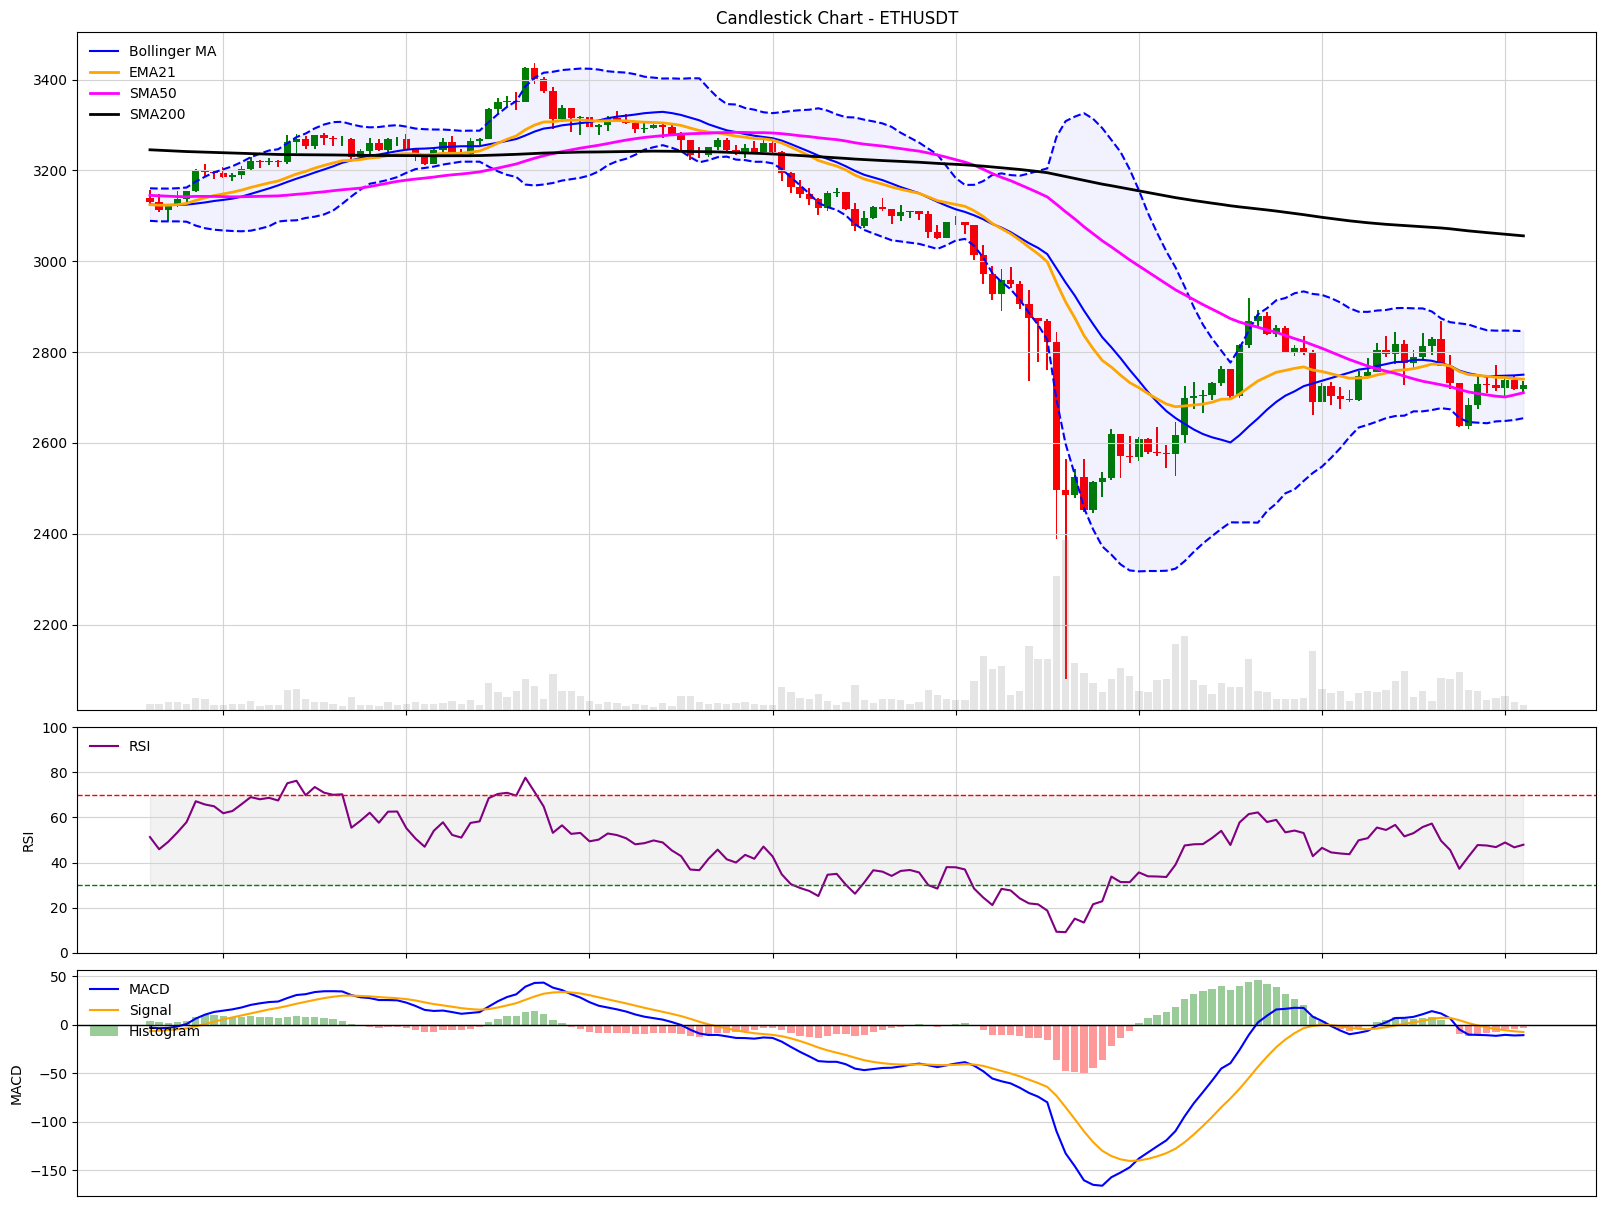 Candlestick Chart - ETHUSDT
Bollinger MA
EMA21
SMA50
SMA200
3400
3200
3000
2800
2600
2400
2200
RSI
100
80
60
40
20
0
RSI
MACD
Signal
Histogram
50
0
−50
−100
−150
MACD